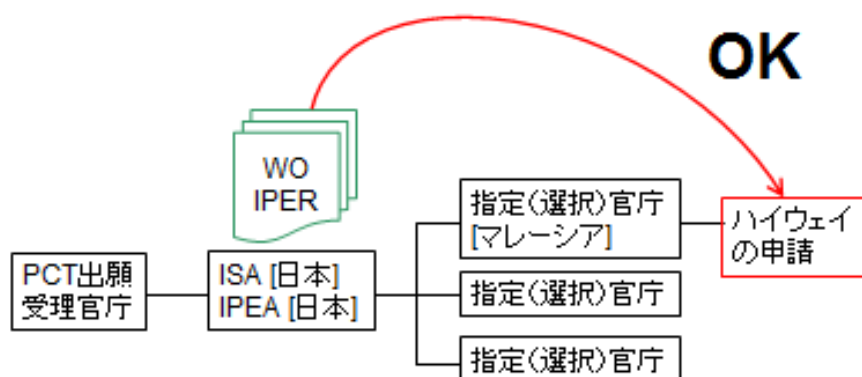 OK
WO
IPER
指定(選択)官庁
[マレーシア]
ハイウェイ
の申請
PCT出願
受理官庁
ISA [日本]
IPEA [日本]
指定(選択)官庁
指定(選択)官庁